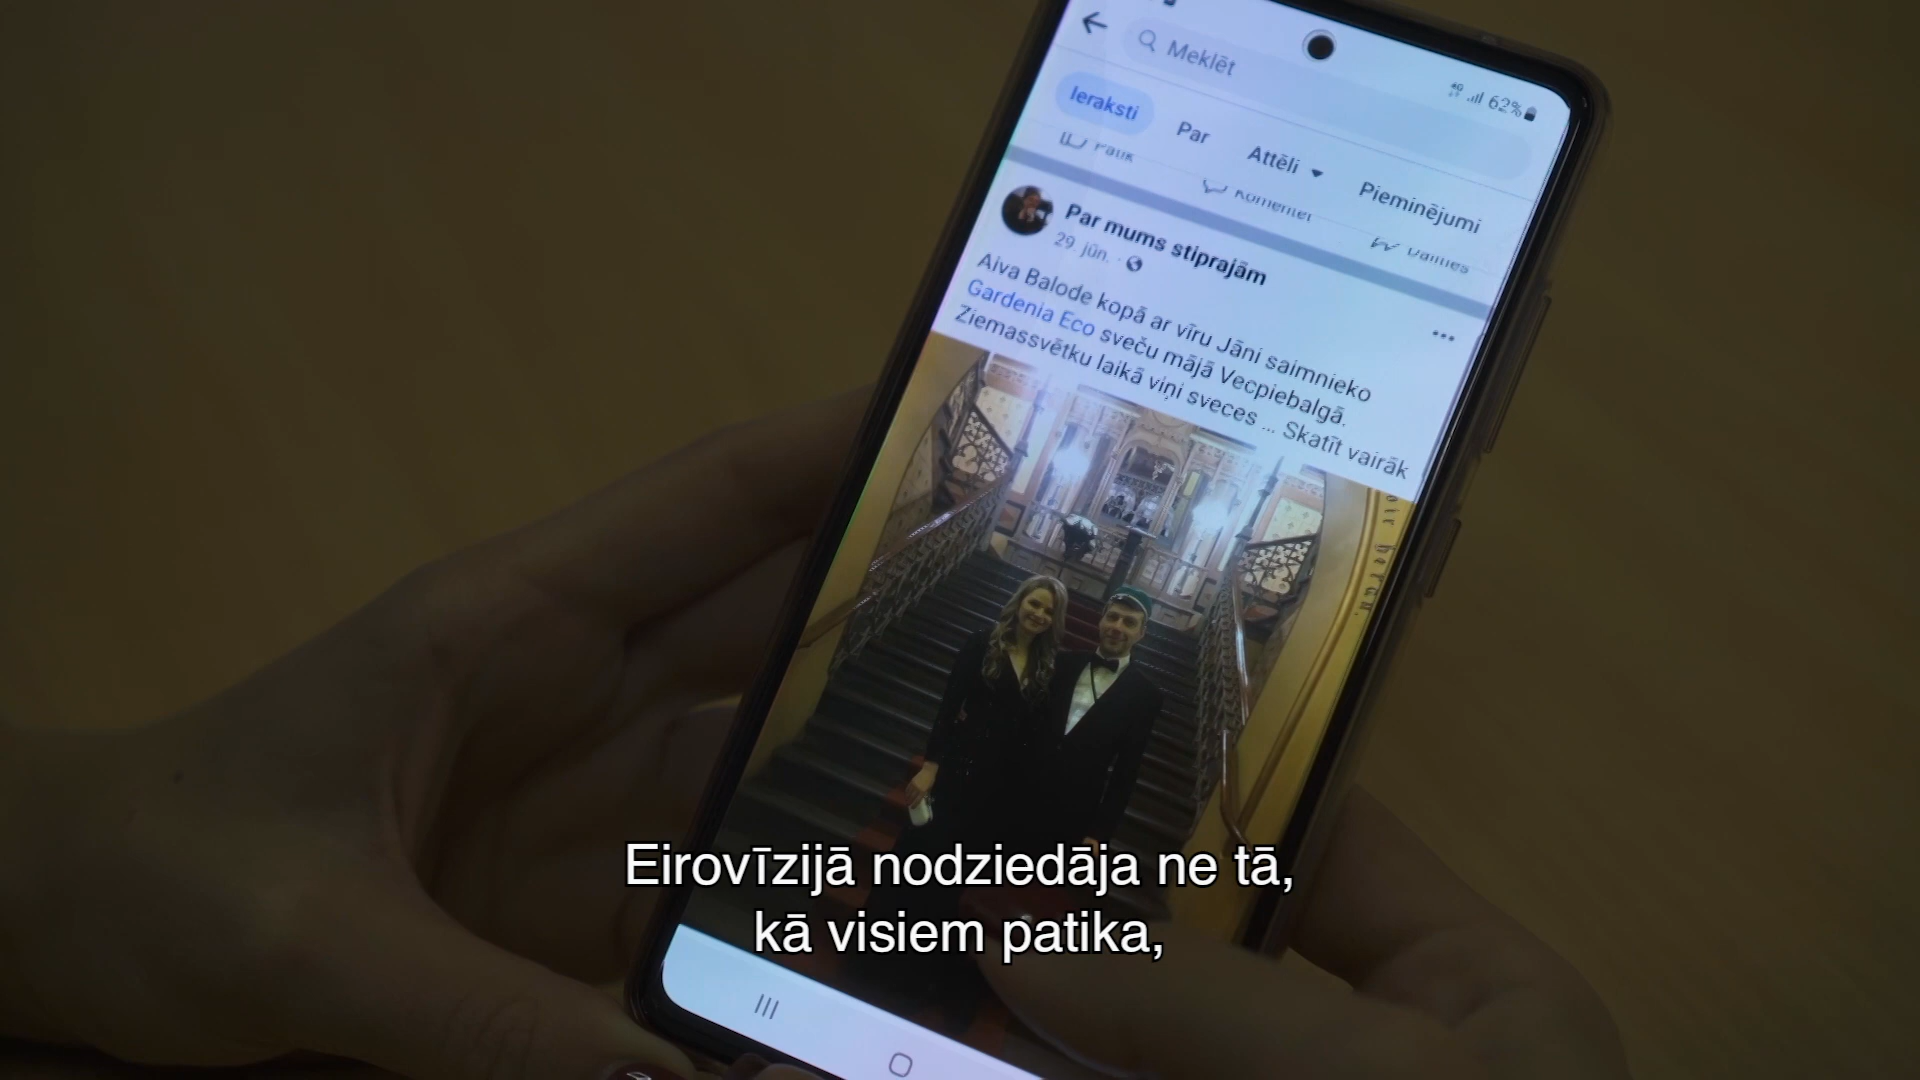 Meklēt
4G 62%
Ieraksti Par Attēli Pieminējumi
Patīk Komentēt Dalīties
Par mums stiprajām
29. jūn.
Aiva Balode kopā ar vīru Jāni saimnieko
Gardenia Eco sveču mājā Vecpiebalgā.
Ziemassvētku laikā viņi sveces ... Skatīt vairāk
Eirovīzijā nodziedāja ne tā,
kā visiem patika,